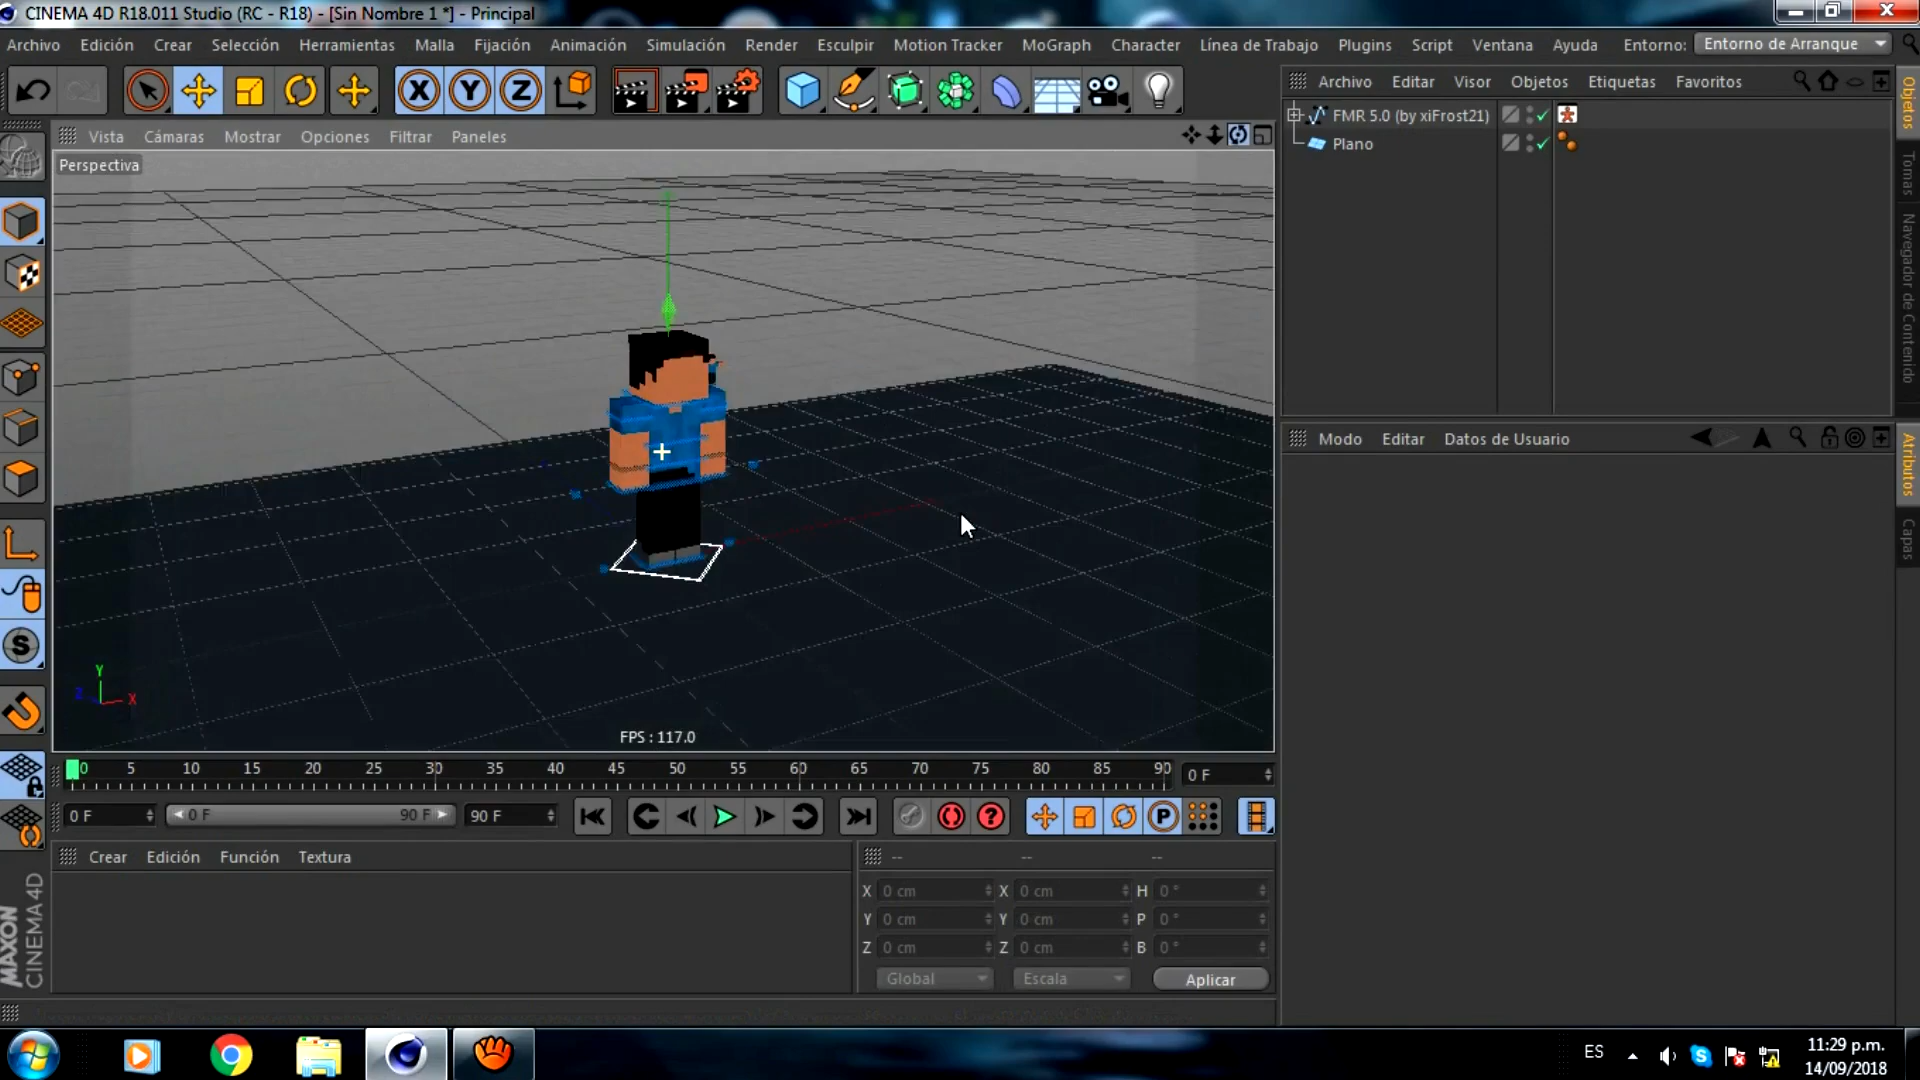 CINEMA 4D R18.011 Studio (RC - R18) - [Sin Nombre 1 *] - Principal
Archivo Edición Crear Selección Herramientas Malla Fijación Animación Simulación Render Esculpir Motion Tracker MoGraph Character Línea de Trabajo Plugins Script Ventana Ayuda Entorno: Entorno de Arranque
X Y Z
Archivo Editar Visor Objetos Etiquetas Favoritos
FMR 5.0 (by xiFrost21)
Plano
Vista Cámaras Mostrar Opciones Filtrar Paneles
Perspectiva
Objetos
Tomas
Navegador de Contenido
Modo Editar Datos de Usuario
Atributos
Capas
S
Y
Z X
FPS : 117.0
0 5 10 15 20 25 30 35 40 45 50 55 60 65 70 75 80 85 90 0 F
0 F 0 F 90 F 90 F P
Crear Edición Función Textura
-- -- --
X 0 cm X 0 cm H 0 °
Y 0 cm Y 0 cm P 0 °
Z 0 cm Z 0 cm B 0 °
Global Escala Aplicar
MAXON
CINEMA 4D
ES
11:29 p.m.
14/09/2018